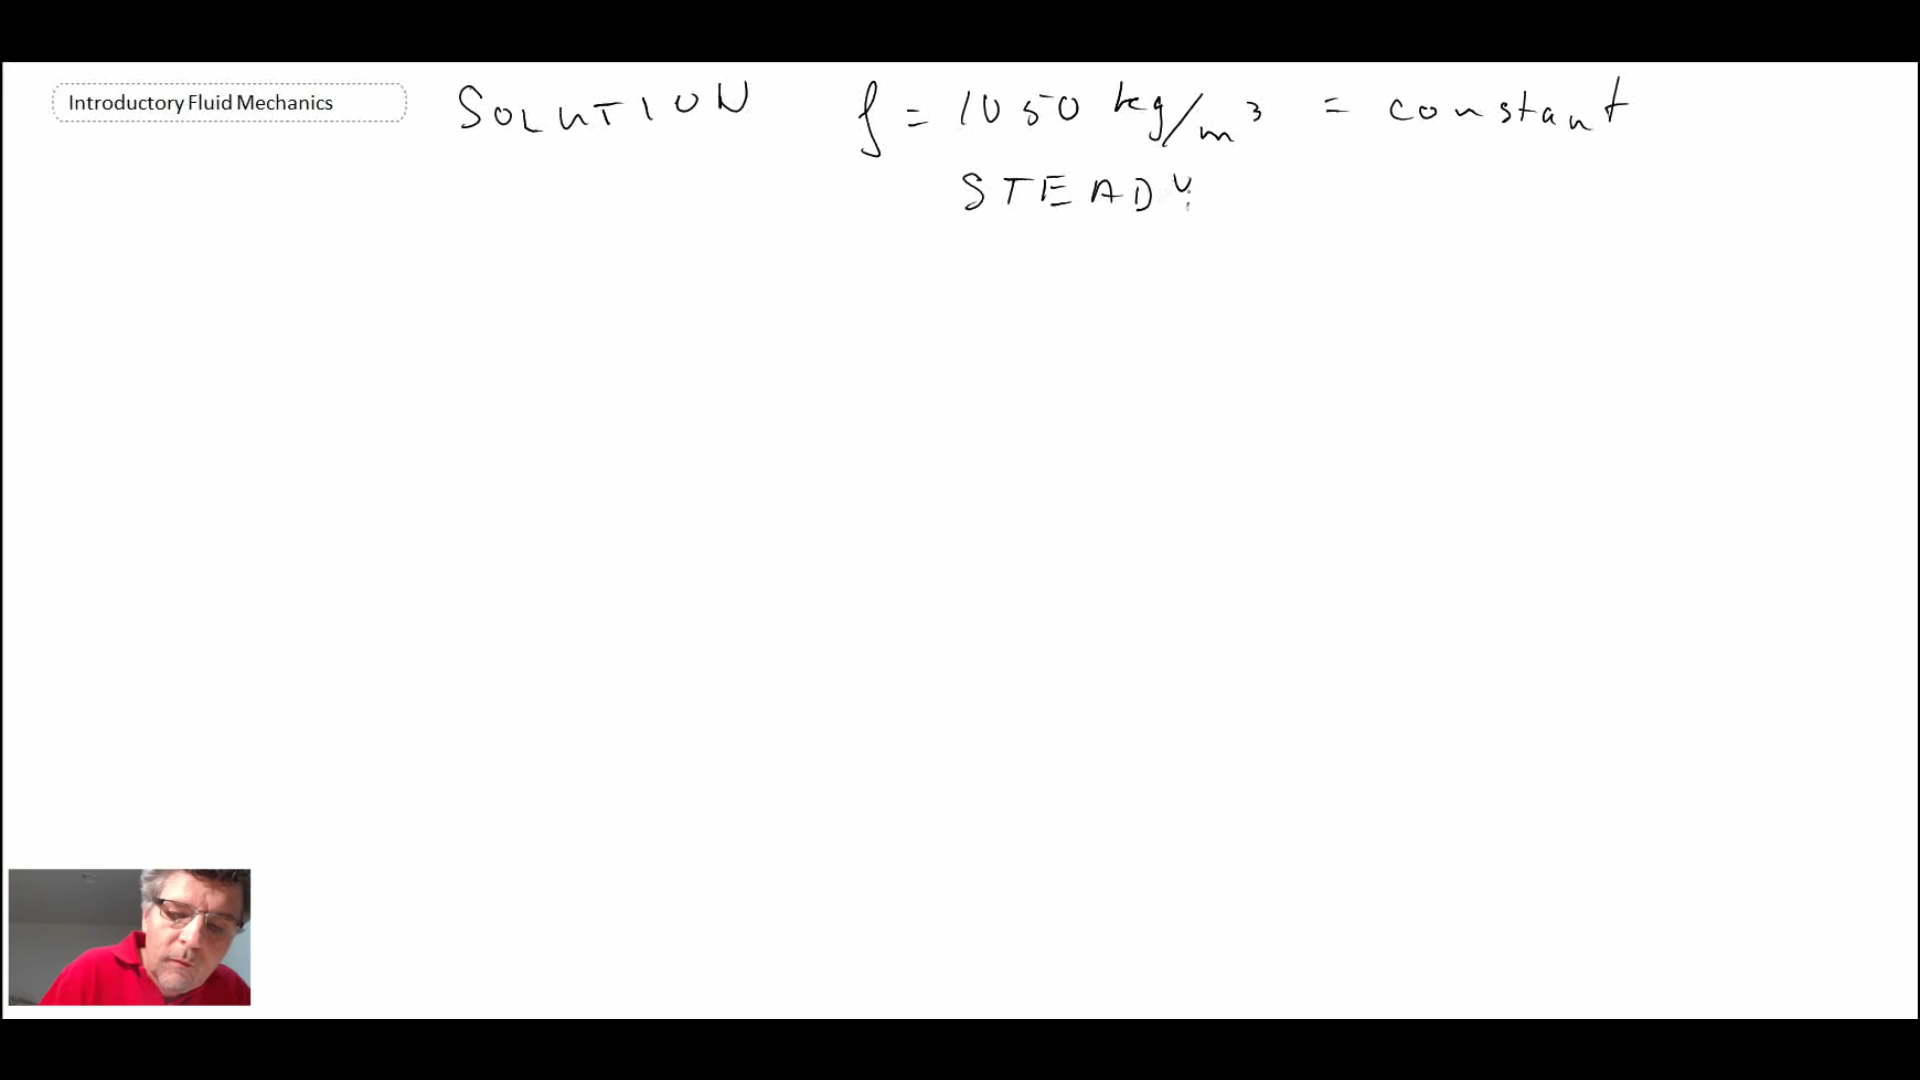 Introductory Fluid Mechanics
SOLUTION ρ = 1050 kg/m³ = constant
STEADY